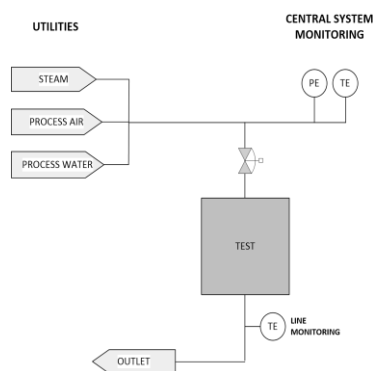 UTILITIES
CENTRAL SYSTEM
MONITORING
STEAM
PE
TE
PROCESS AIR
PROCESS WATER
TEST
TE
LINE
MONITORING
OUTLET